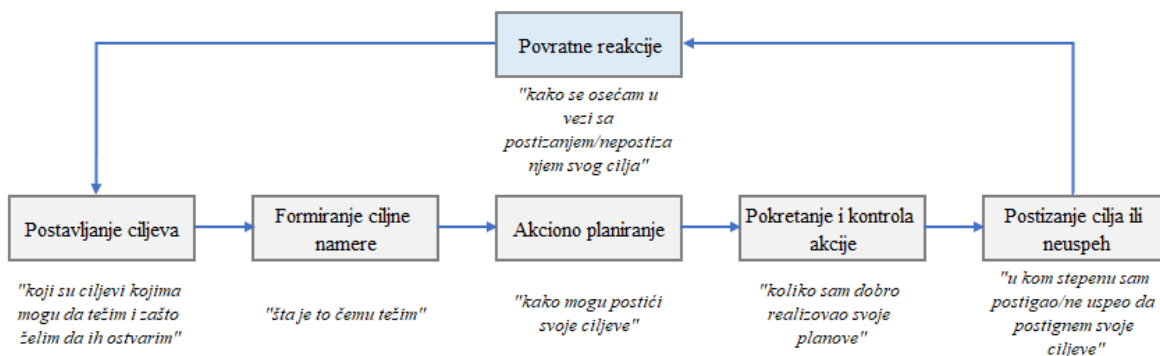 Povratne reakcije
"kako se osećam u
vezi sa
postizanjem/nepostiza
njem svog cilja"
Postavljanje ciljeva
"koji su ciljevi kojima
mogu da težim i zašto
želim da ih ostvarim"
Formiranje ciljne
namere
"šta je to čemu težim"
Akciono planiranje
"kako mogu postići
svoje ciljeve"
Pokretanje i kontrola
akcije
"koliko sam dobro
realizovao svoje
planove"
Postizanje cilja ili
neuspeh
"u kom stepenu sam
postigao/ne uspeo da
postignem svoje
ciljeve"